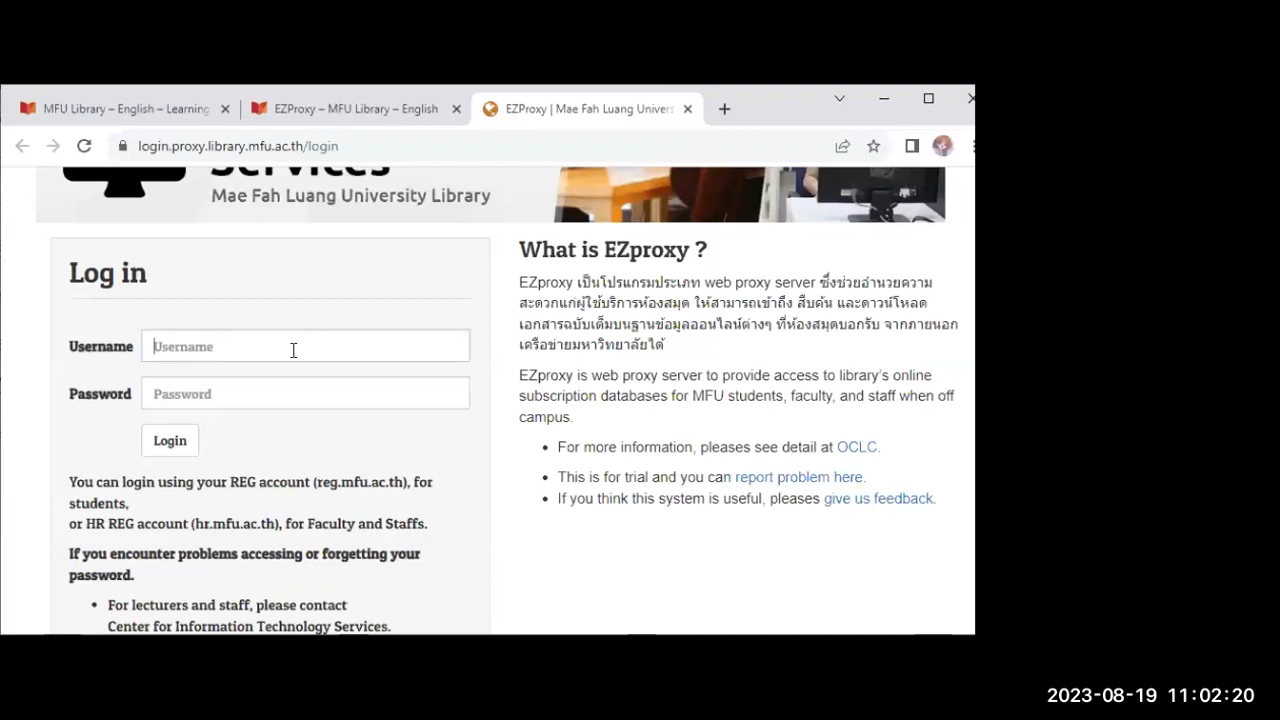 MFU Library – English – Learning
EZProxy – MFU Library – English
EZProxy | Mae Fah Luang Univers
login.proxy.library.mfu.ac.th/login
Services
Mae Fah Luang University Library
Log in
Username
Username
Password
Password
Login
You can login using your REG account (reg.mfu.ac.th), for
students,
or HR REG account (hr.mfu.ac.th), for Faculty and Staffs.
If you encounter problems accessing or forgetting your
password.
• For lecturers and staff, please contact
Center for Information Technology Services.
What is EZproxy ?
EZproxy เป็นโปรแกรมประเภท web proxy server ซึ่งช่วยอำนวยความ
สะดวกแก่ผู้ใช้บริการห้องสมุด ให้สามารถเข้าถึง สืบค้น และดาวน์โหลด
เอกสารฉบับเต็มบนฐานข้อมูลออนไลน์ต่างๆ ที่ห้องสมุดบอกรับ จากภายนอก
เครือข่ายมหาวิทยาลัยได้
EZproxy is web proxy server to provide access to library's online
subscription databases for MFU students, faculty, and staff when off
campus.
• For more information, pleases see detail at OCLC.
• This is for trial and you can report problem here.
• If you think this system is useful, pleases give us feedback.
2023-08-19 11:02:20